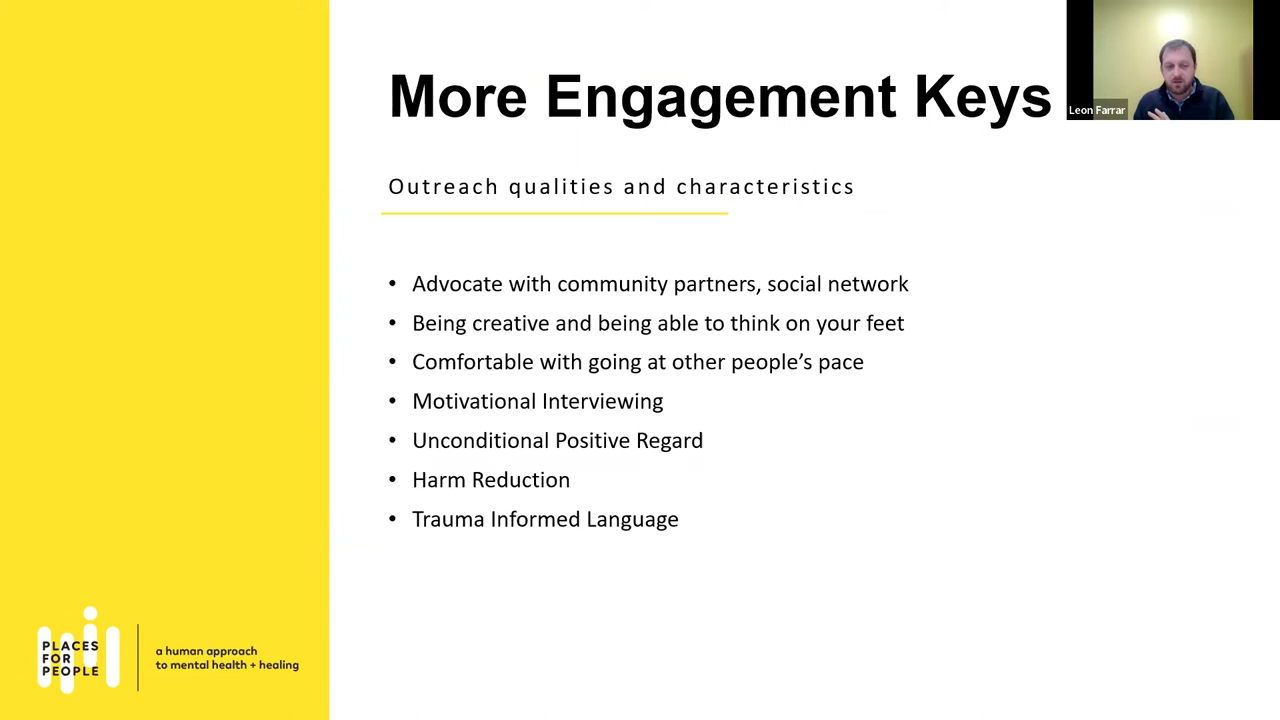 More Engagement Keys
Leon Farrar
Outreach qualities and characteristics
• Advocate with community partners, social network
• Being creative and being able to think on your feet
• Comfortable with going at other people’s pace
• Motivational Interviewing
• Unconditional Positive Regard
• Harm Reduction
• Trauma Informed Language
PLACES
FOR
PEOPLE
a human approach
to mental health + healing